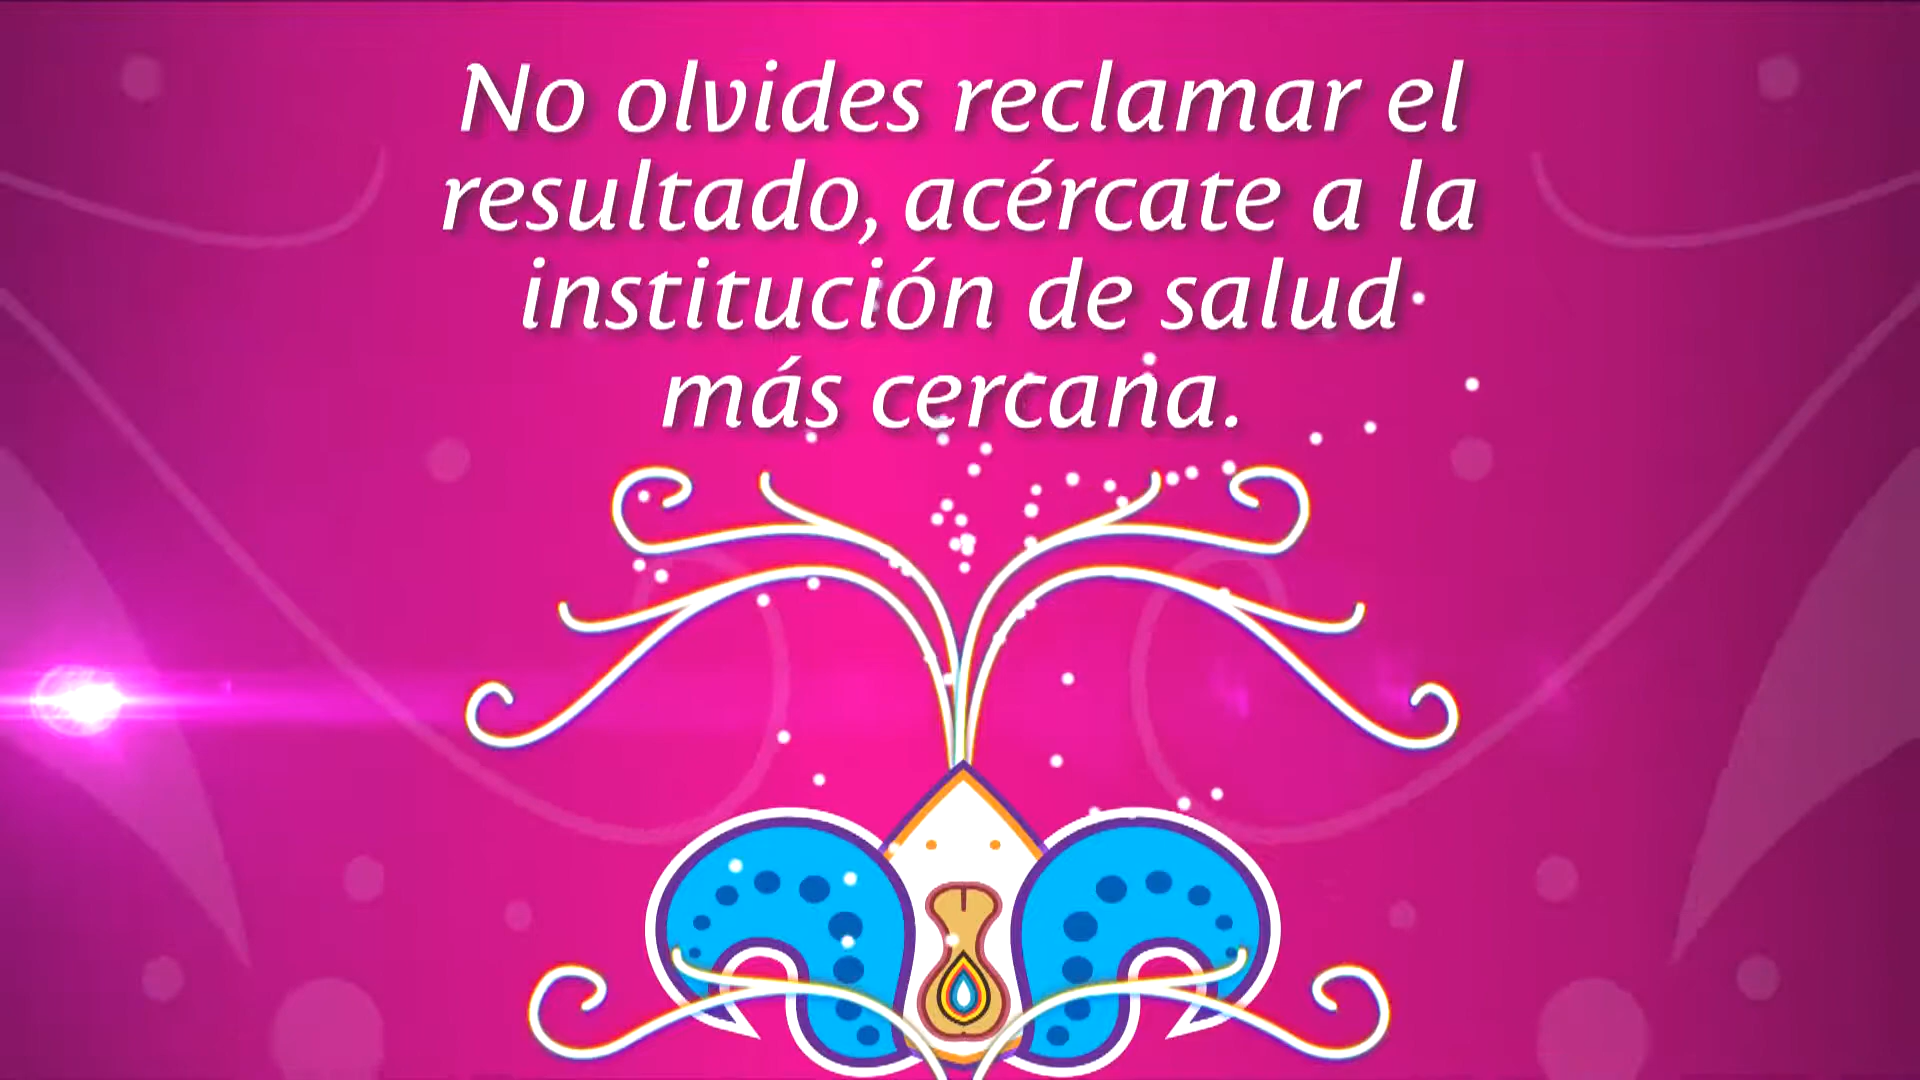 No olvides reclamar el
resultado, acércate a la
institución de salud
más cercana.